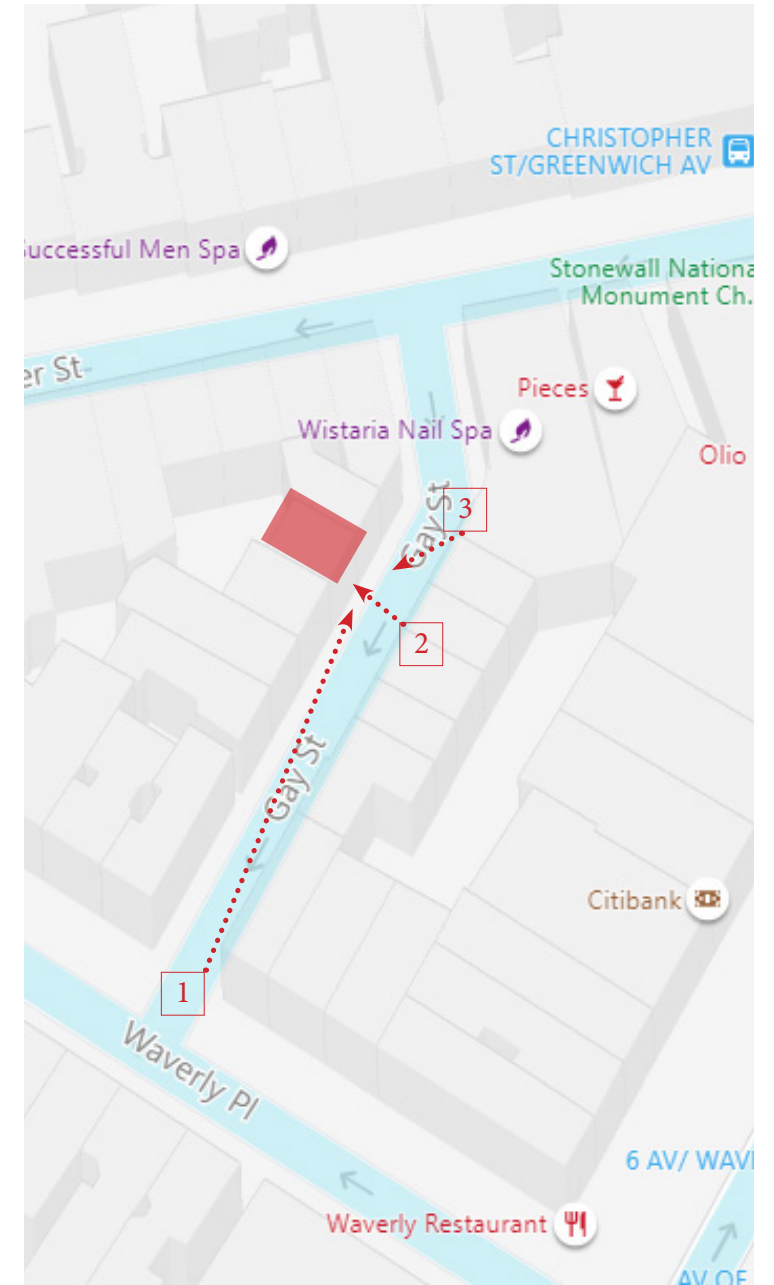 CHRISTOPHER
ST/GREENWICH AV
uccessful Men Spa
Stonewall Nationa
Monument Ch.
er St
Pieces
Wistaria Nail Spa
Olio
Gay St
3
2
Gay St
Citibank
1
Waverly Pl
6 AV/ WAV
Waverly Restaurant
AV OF